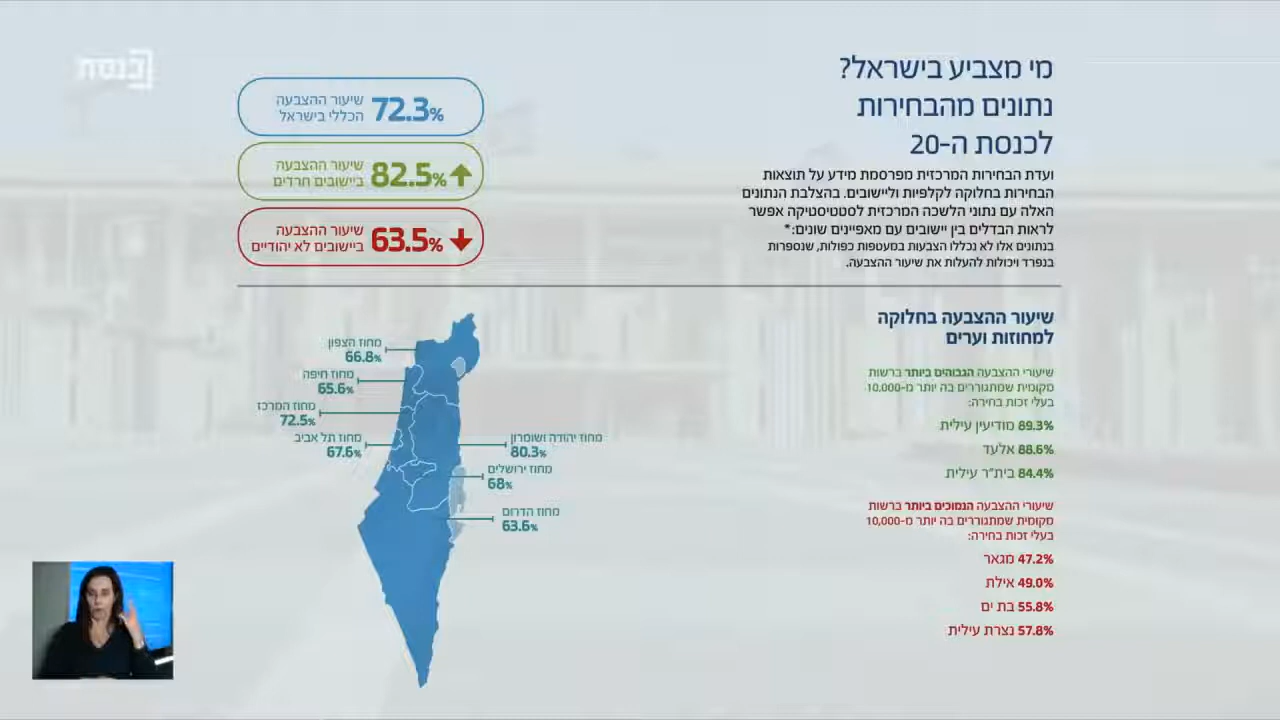 כנסת
מי מצביע בישראל?
נתונים מהבחירות
לכנסת ה-20
ועדת הבחירות המרכזית מפרסמת מידע על תוצאות
הבחירות בחלוקה לקלפיות וליישובים. בהצלבת הנתונים
האלה עם נתוני הלשכה המרכזית לסטטיסטיקה אפשר
לראות הבדלים בין יישובים עם מאפיינים שונים:*
בנתונים אלו לא נכללו הצבעות במעטפות כפולות, שנספרות
בנפרד ויכולות להעלות את שיעור ההצבעה.
72.3% שיעור ההצבעה
הכללי בישראל
82.5% שיעור ההצבעה
ביישובים חרדים
63.5% שיעור ההצבעה
ביישובים לא יהודיים
שיעור ההצבעה בחלוקה
למחוזות וערים
שיעורי ההצבעה הגבוהים ביותר ברשות
מקומית שמתגוררים בה יותר מ-10,000
בעלי זכות בחירה:
89.3% מודיעין עילית
88.6% אלעד
84.4% בית"ר עילית
שיעורי ההצבעה הנמוכים ביותר ברשות
מקומית שמתגוררים בה יותר מ-10,000
בעלי זכות בחירה:
47.2% מגאר
49.0% אילת
55.8% בת ים
57.8% נצרת עילית
מחוז הצפון
66.8%
מחוז חיפה
65.6%
מחוז המרכז
72.5%
מחוז תל אביב
67.6%
מחוז יהודה ושומרון
80.3%
מחוז ירושלים
68%
מחוז הדרום
63.6%